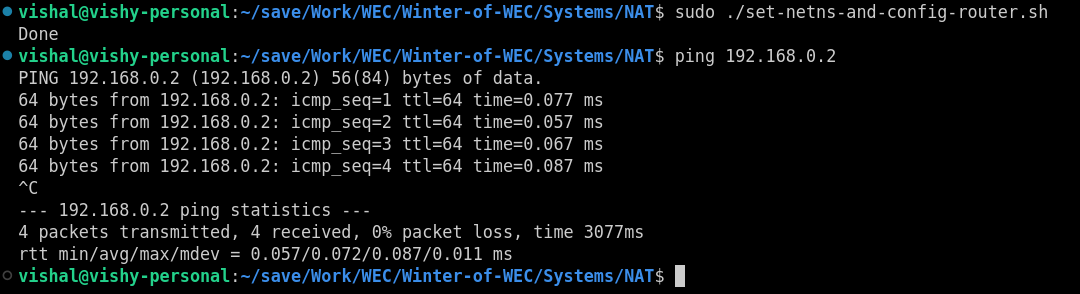 vishal@vishy-personal:~/save/Work/WEC/Winter-of-WEC/Systems/NAT$ sudo ./set-netns-and-config-router.sh
Done
vishal@vishy-personal:~/save/Work/WEC/Winter-of-WEC/Systems/NAT$ ping 192.168.0.2
PING 192.168.0.2 (192.168.0.2) 56(84) bytes of data.
64 bytes from 192.168.0.2: icmp_seq=1 ttl=64 time=0.077 ms
64 bytes from 192.168.0.2: icmp_seq=2 ttl=64 time=0.057 ms
64 bytes from 192.168.0.2: icmp_seq=3 ttl=64 time=0.067 ms
64 bytes from 192.168.0.2: icmp_seq=4 ttl=64 time=0.087 ms
^C
--- 192.168.0.2 ping statistics ---
4 packets transmitted, 4 received, 0% packet loss, time 3077ms
rtt min/avg/max/mdev = 0.057/0.072/0.087/0.011 ms
vishal@vishy-personal:~/save/Work/WEC/Winter-of-WEC/Systems/NAT$